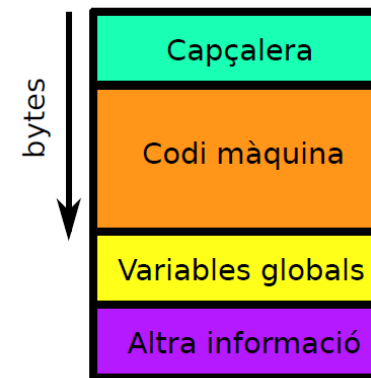 bytes
Capçalera
Codi màquina
Variables globals
Altra informació